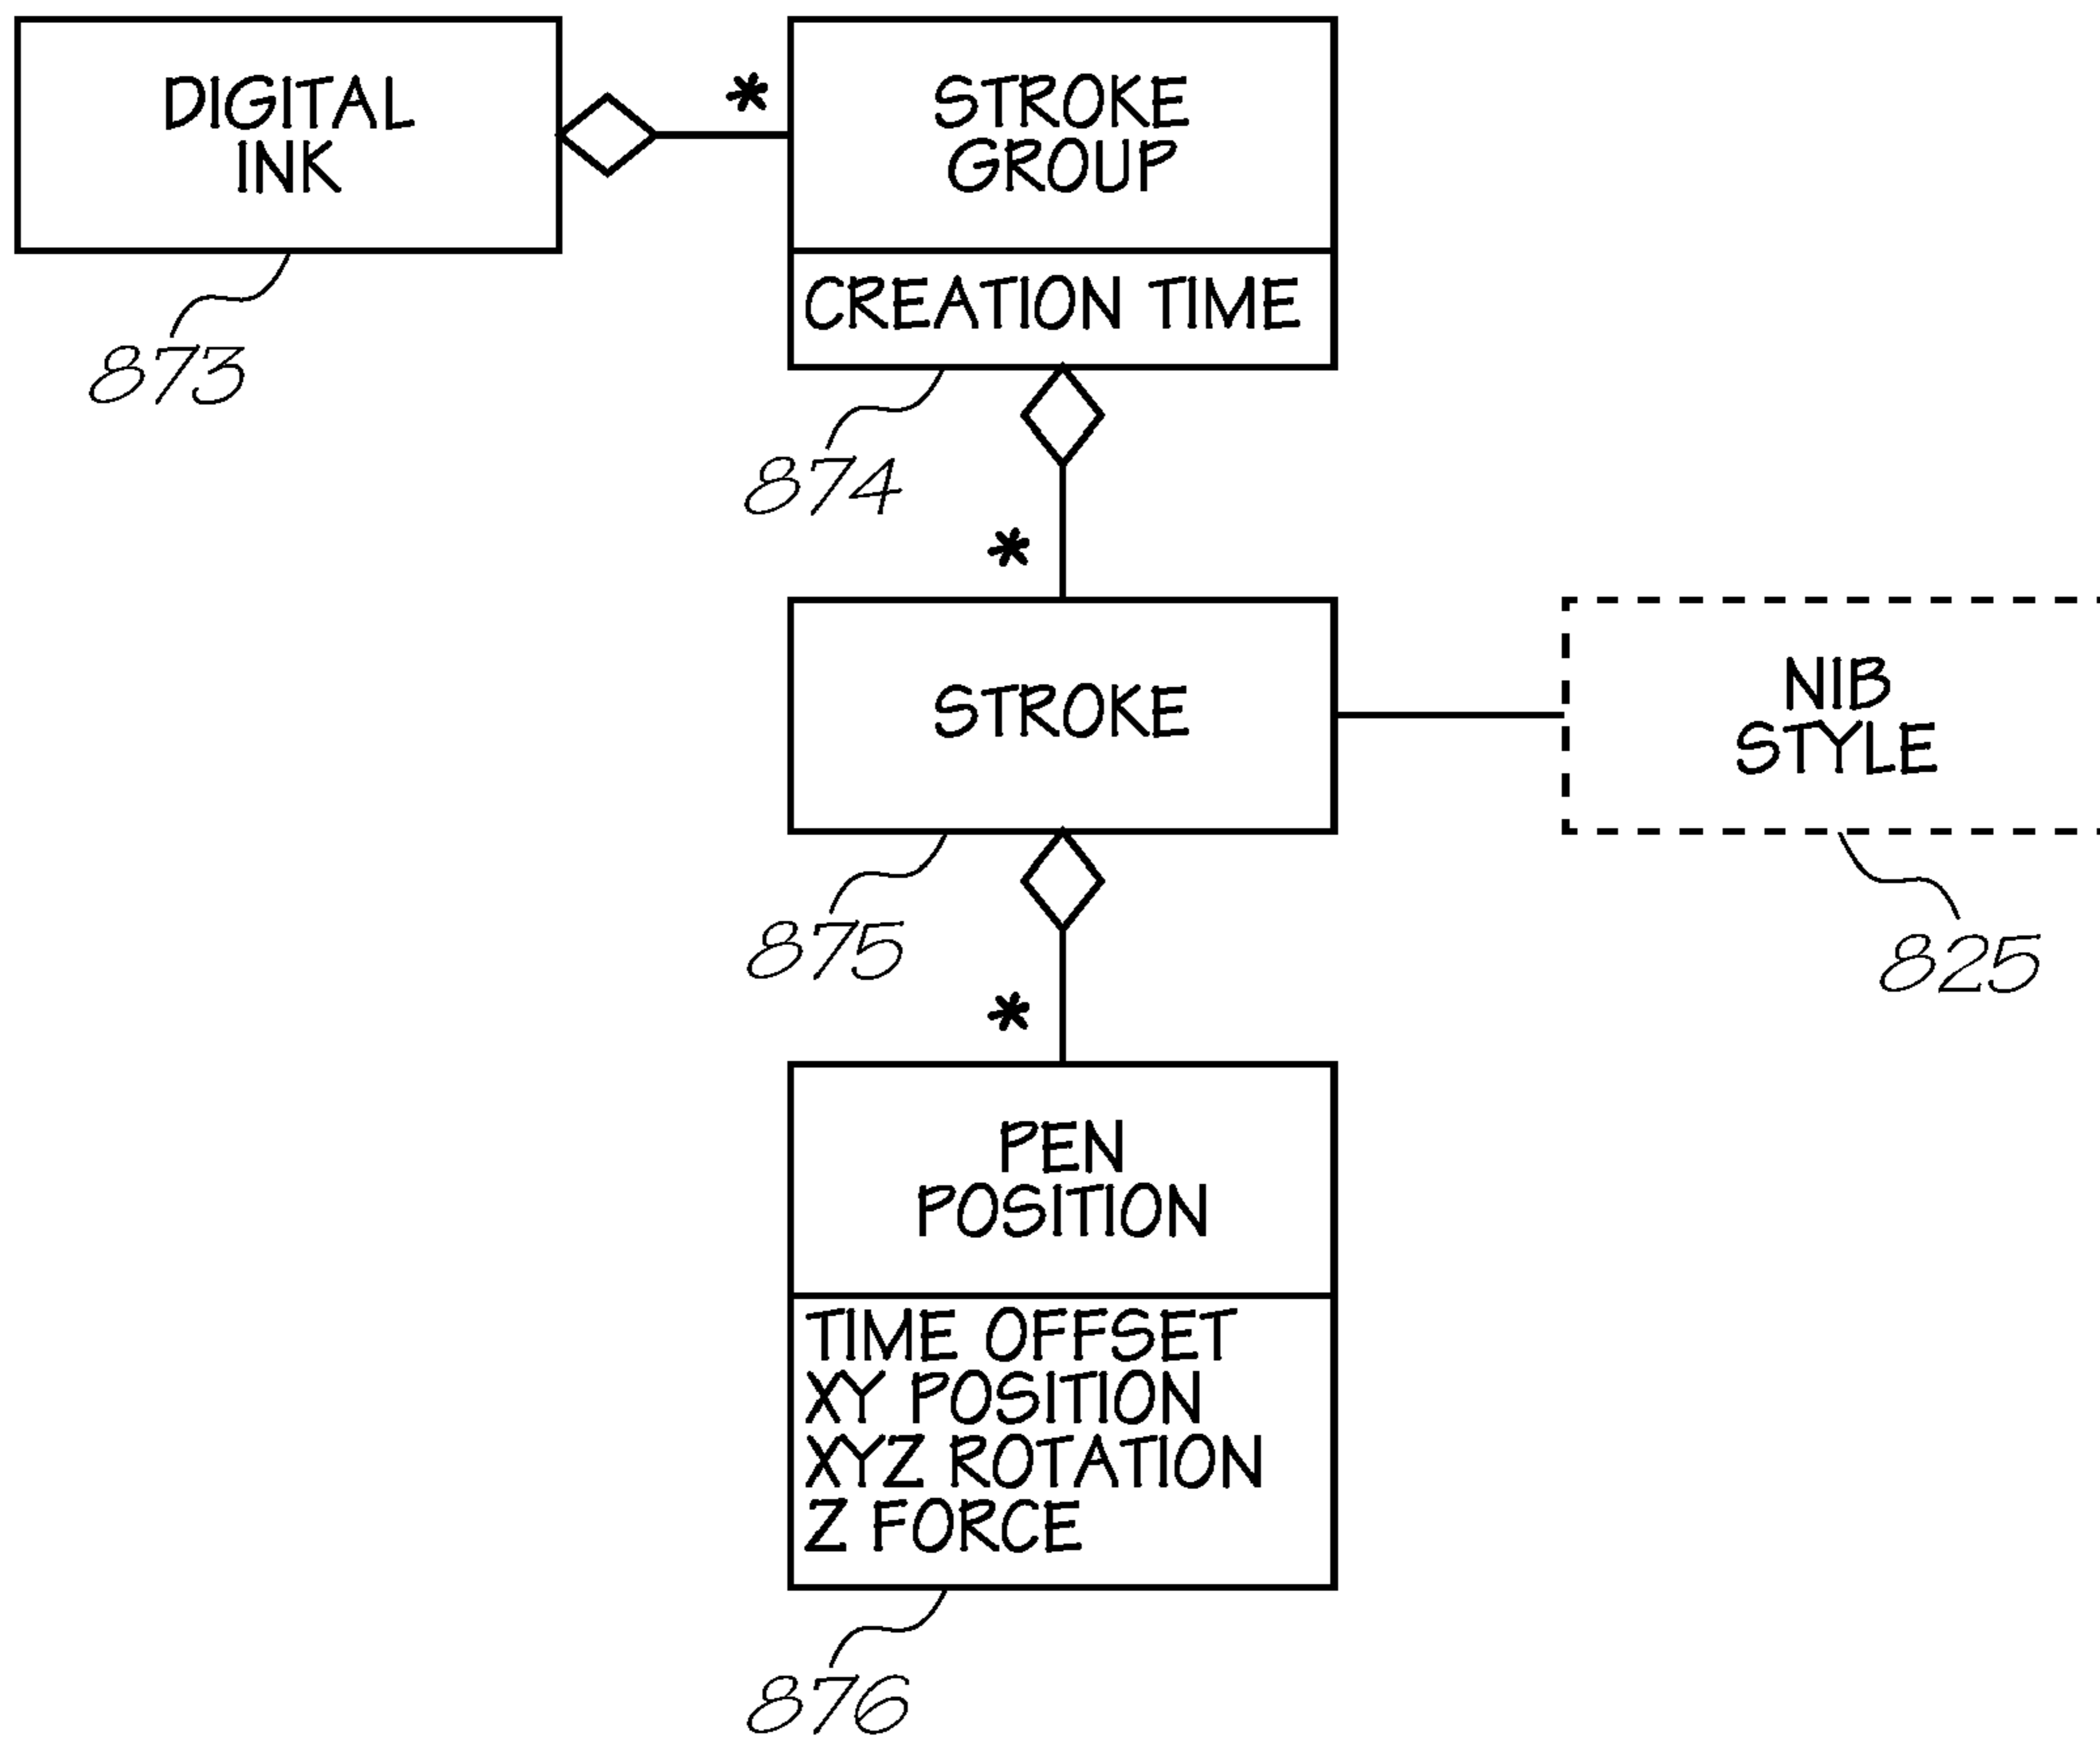 DIGITAL
INK
873
*
STROKE
GROUP
CREATION TIME
874
*
STROKE
875
NIB
STYLE
825
*
PEN
POSITION
TIME OFFSET
XY POSITION
XYZ ROTATION
Z FORCE
876